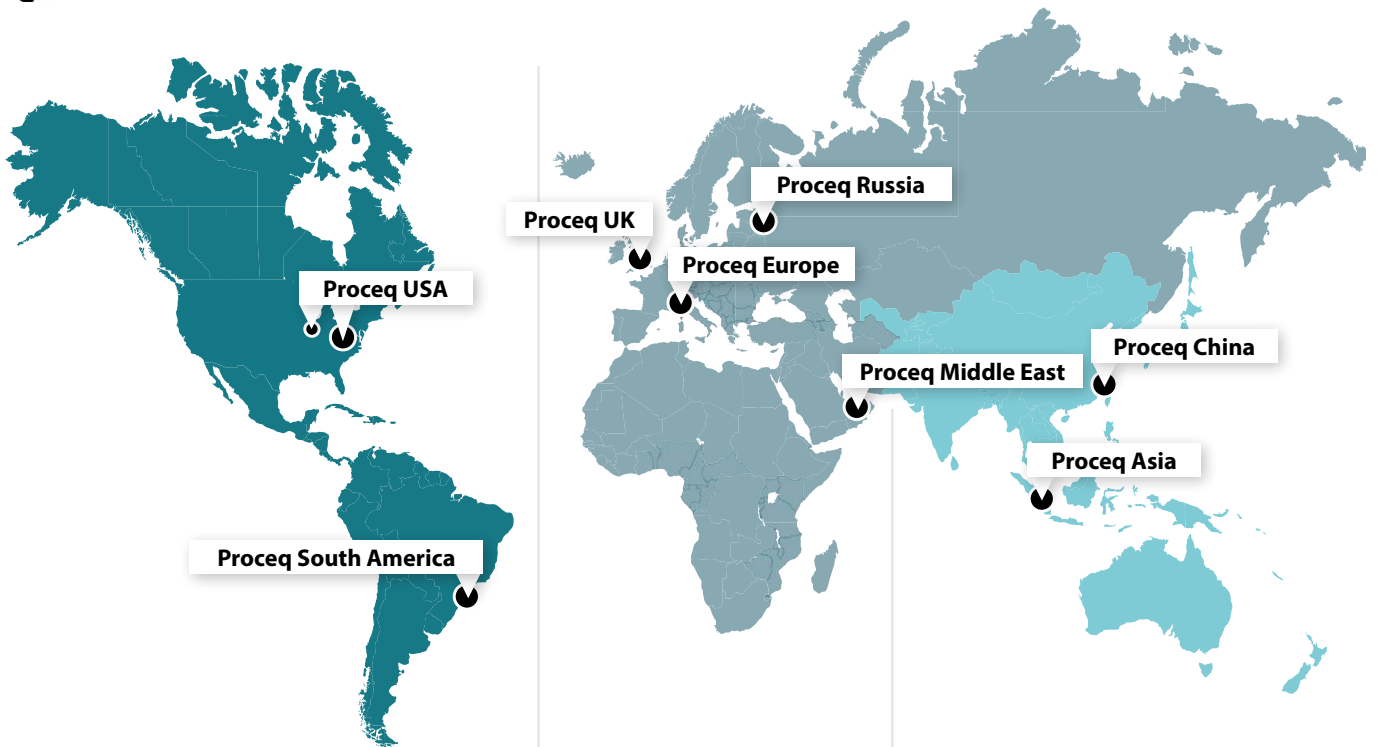 Proceq Russia
Proceq UK
Proceq Europe
Proceq USA
Proceq China
Proceq Middle East
Proceq Asia
Proceq South America